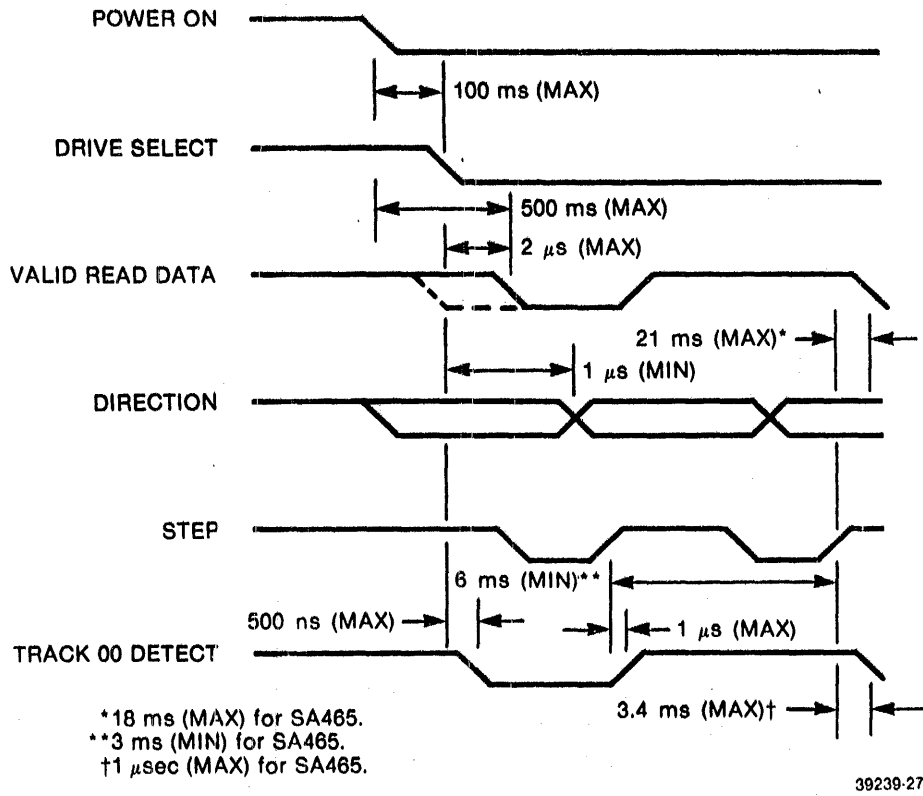 POWER ON
100 ms (MAX)
DRIVE SELECT
500 ms (MAX)
2 μs (MAX)
VALID READ DATA
21 ms (MAX)*
1 μs (MIN)
DIRECTION
STEP
6 ms (MIN)**
500 ns (MAX)
1 μs (MAX)
TRACK 00 DETECT
3.4 ms (MAX)†
*18 ms (MAX) for SA465.
**3 ms (MIN) for SA465.
†1 μsec (MAX) for SA465.
39239-27